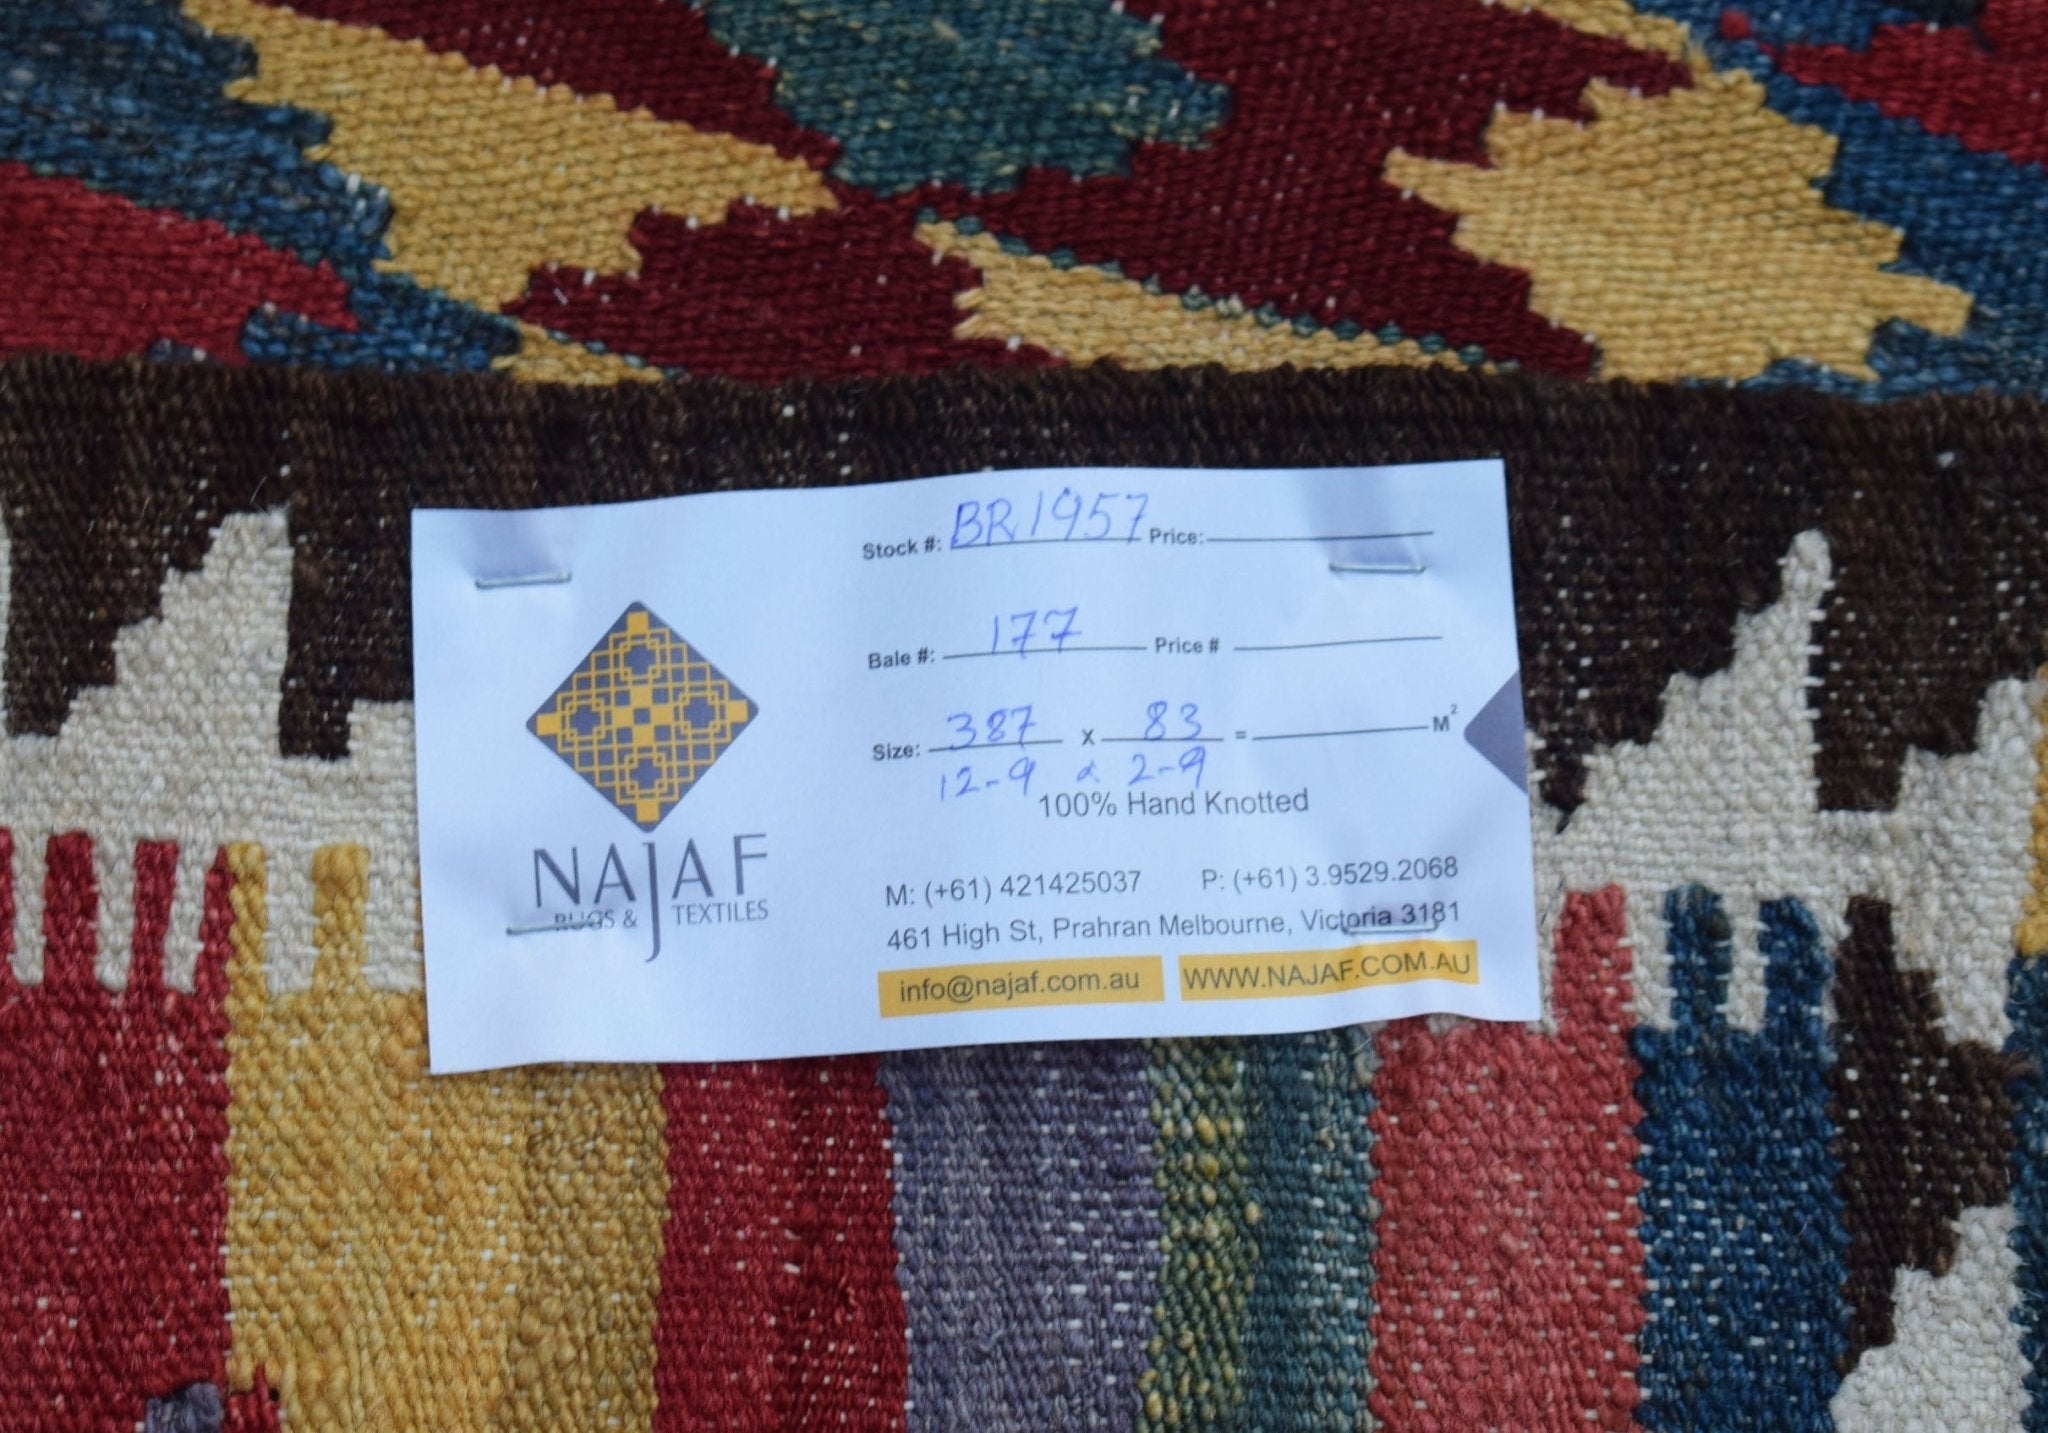 Stock #: BR1957 Price:
Bale #: 177 Price #
Size: 387 x 83 = M²
12-9 x 2-9
100% Hand Knotted
NAJAF
RUGS & TEXTILES
M: (+61) 421425037 P: (+61) 3.9529.2068
461 High St, Prahran Melbourne, Victoria 3181
info@najaf.com.au WWW.NAJAF.COM.AU